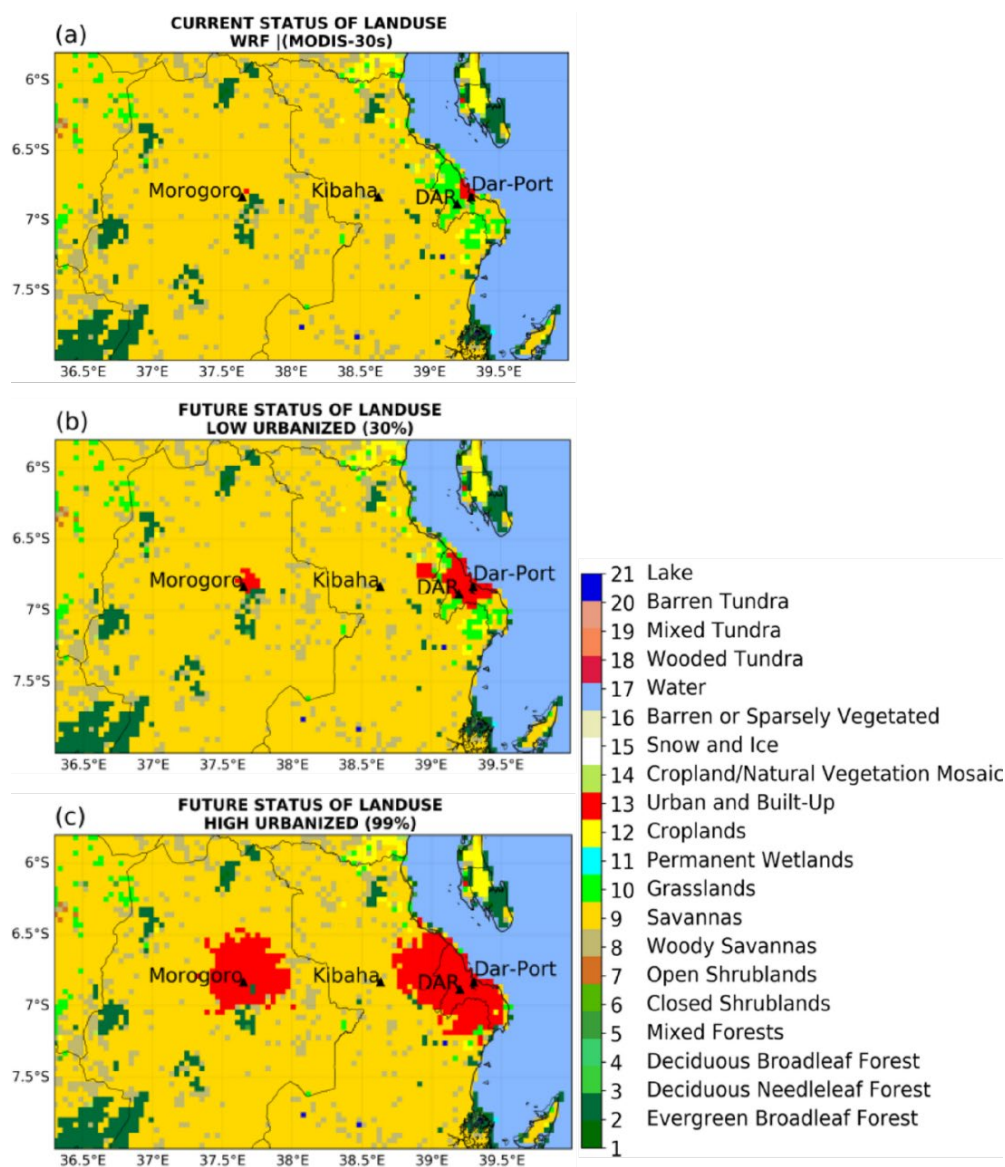 (a)
CURRENT STATUS OF LANDUSE
WRF |(MODIS-30s)
6°S
6.5°S
7°S
7.5°S
Morogoro
Kibaha
DAR
Dar-Port
36.5°E 37°E 37.5°E 38°E 38.5°E 39°E 39.5°E
(b)
FUTURE STATUS OF LANDUSE
LOW URBANIZED (30%)
6°S
6.5°S
7°S
7.5°S
Morogoro
Kibaha
DAR
Dar-Port
36.5°E 37°E 37.5°E 38°E 38.5°E 39°E 39.5°E
(c)
FUTURE STATUS OF LANDUSE
HIGH URBANIZED (99%)
6°S
6.5°S
7°S
7.5°S
Morogoro
Kibaha
DAR
Dar-Port
36.5°E 37°E 37.5°E 38°E 38.5°E 39°E 39.5°E
21 Lake
20 Barren Tundra
19 Mixed Tundra
18 Wooded Tundra
17 Water
16 Barren or Sparsely Vegetated
15 Snow and Ice
14 Cropland/Natural Vegetation Mosaic
13 Urban and Built-Up
12 Croplands
11 Permanent Wetlands
10 Grasslands
9 Savannas
8 Woody Savannas
7 Open Shrublands
6 Closed Shrublands
5 Mixed Forests
4 Deciduous Broadleaf Forest
3 Deciduous Needleleaf Forest
2 Evergreen Broadleaf Forest
1